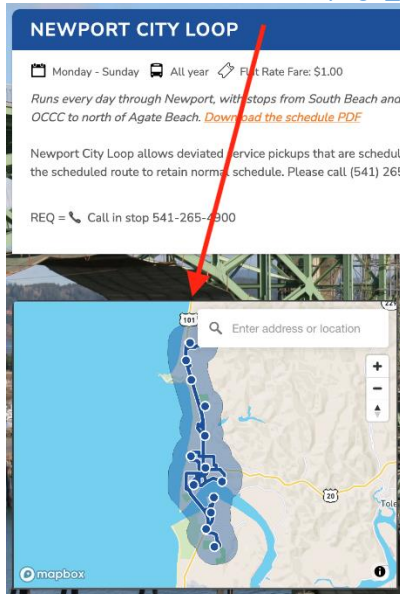 NEWPORT CITY LOOP
Monday - Sunday All year Flat Rate Fare: $1.00
Runs every day through Newport, with stops from South Beach and
OCCC to north of Agate Beach. Download the schedule PDF
Newport City Loop allows deviated service pickups that are schedul
the scheduled route to retain normal schedule. Please call (541) 265
REQ = Call in stop 541-265-4900
22
101
Enter address or location
20
Tole
mapbox